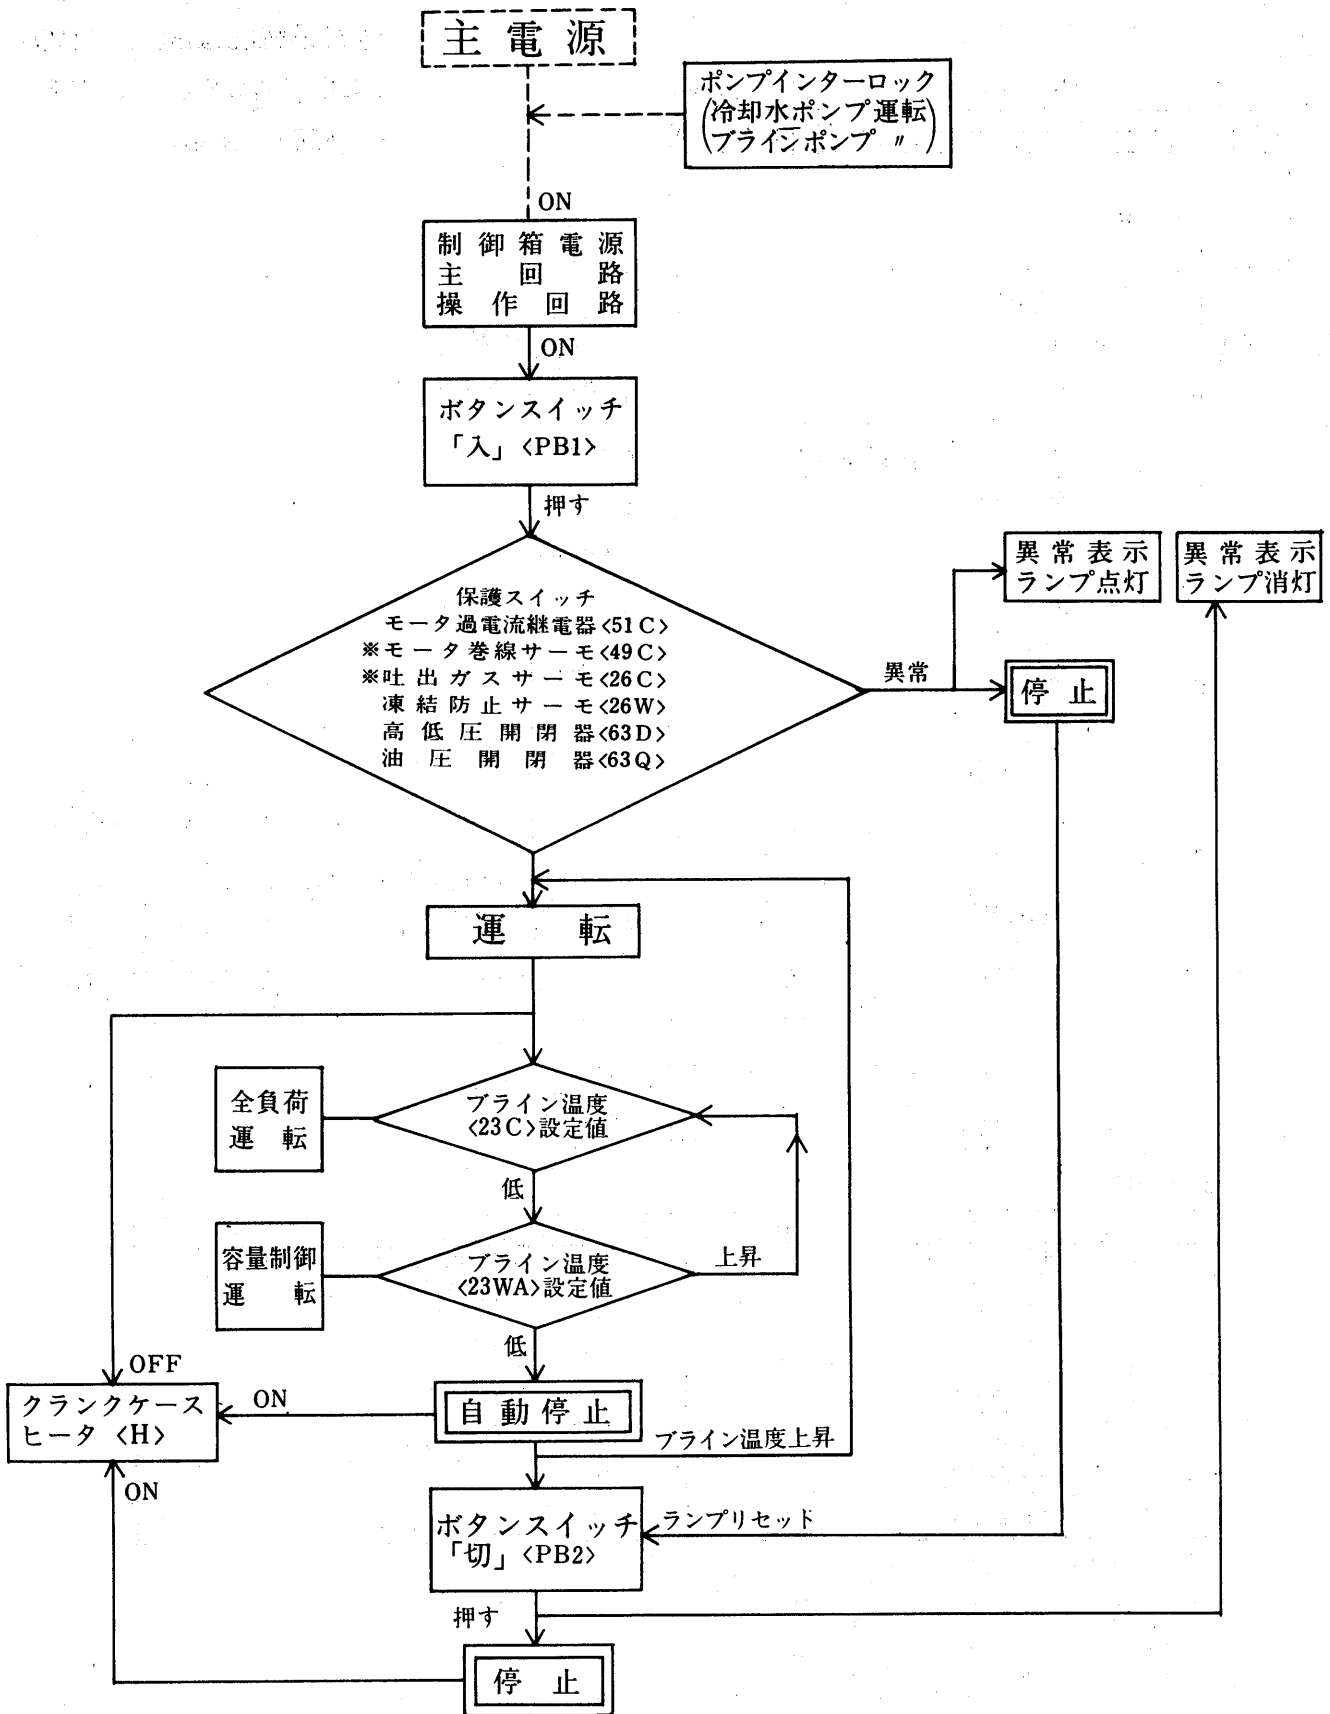 主電源
ポンプインターロック
(冷却水ポンプ運転)
(ブラインポンプ 〃)
ON
制御箱電源
主回路
操作回路
ON
ボタンスイッチ
「入」<PB1>
押す
保護スイッチ
モータ過電流継電器<51C>
※モータ巻線サーモ<49C>
※吐出ガスサーモ<26C>
凍結防止サーモ<26W>
高低圧開閉器<63D>
油圧開閉器<63Q>
異常
異常表示
ランプ点灯
異常表示
ランプ消灯
停止
運転
全負荷
運転
ブライン温度
<23C>設定値
低
容量制御
運転
ブライン温度
<23WA>設定値
上昇
低
OFF
クランクケース
ヒータ<H>
ON
自動停止
ブライン温度上昇
ON
ボタンスイッチ
「切」<PB2>
ランプリセット
押す
停止